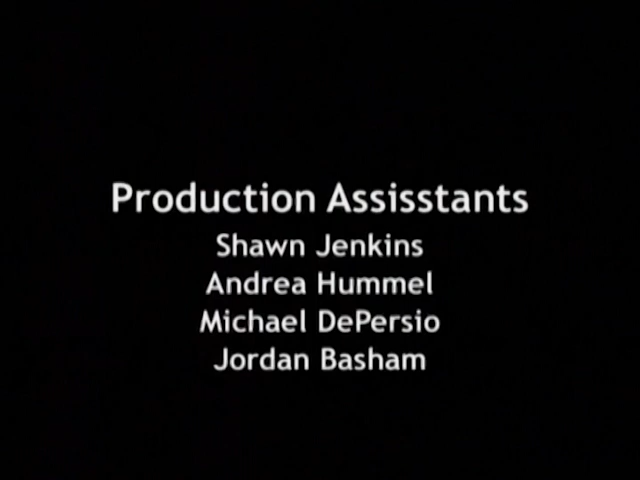 Production Assisstants
Shawn Jenkins
Andrea Hummel
Michael DePersio
Jordan Basham